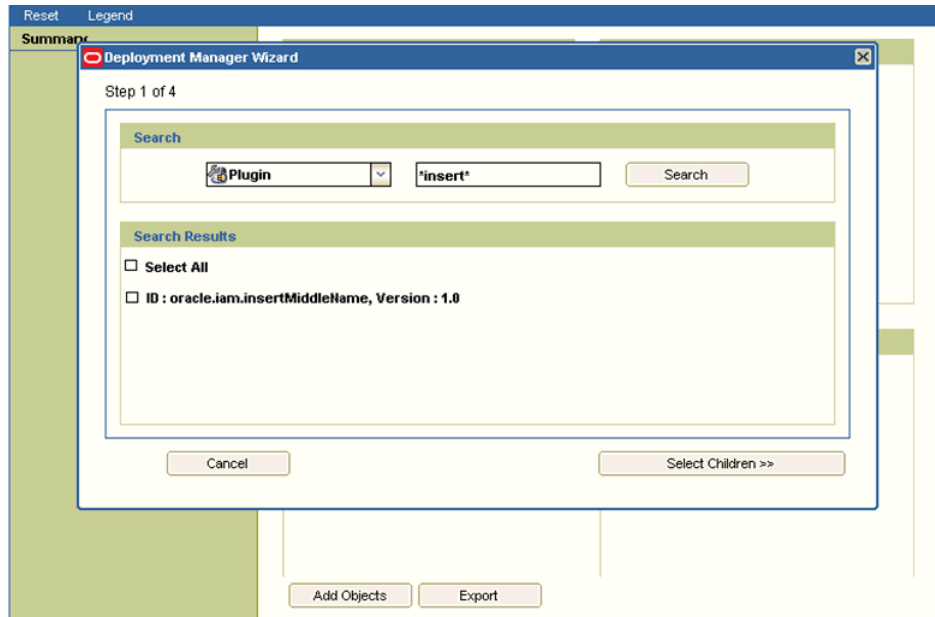 Reset Legend
Summary
Deployment Manager Wizard
Step 1 of 4
Search
Plugin *insert* Search
Search Results
Select All
ID : oracle.iam.insertMiddleName, Version : 1.0
Cancel Select Children >>
Add Objects Export